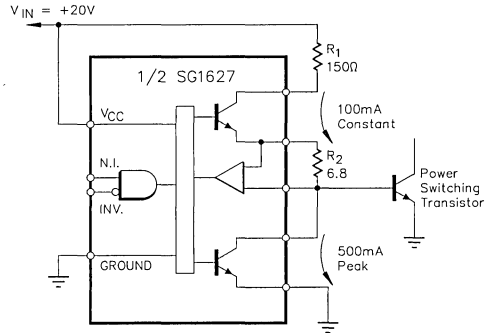 V IN = +20V
R1
150Ω
1/2 SG1627
VCC
100mA
Constant
N.I.
R2
6.8
INV.
Power
Switching
Transistor
GROUND
500mA
Peak